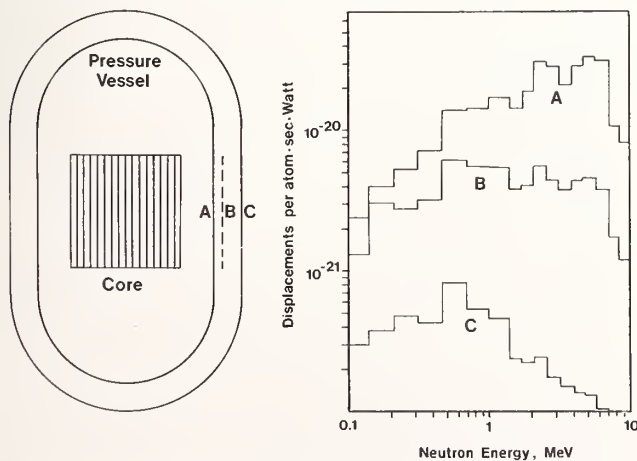 Pressure
Vessel
A
B
C
Core
Displacements per atom·sec·Watt
10-20
10-21
A
B
C
0.1
1
10
Neutron Energy, MeV